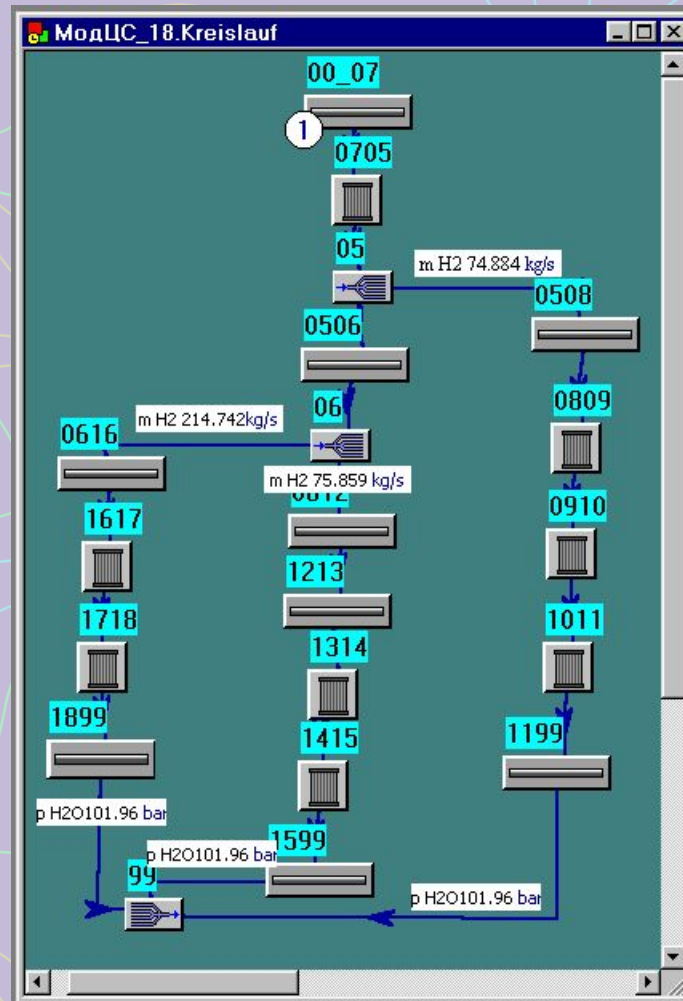 МодЦС_18.Kreislauf
00_07
1
0705
05
m H2 74.884 kg/s
0508
0506
0809
06
m H2 214.742kg/s
0616
m H2 75.859 kg/s
0910
1617
1213
1718
1011
1314
1899
1415
1199
p H2O101.96 bar
1599
p H2O101.96 bar
99
p H2O101.96 bar